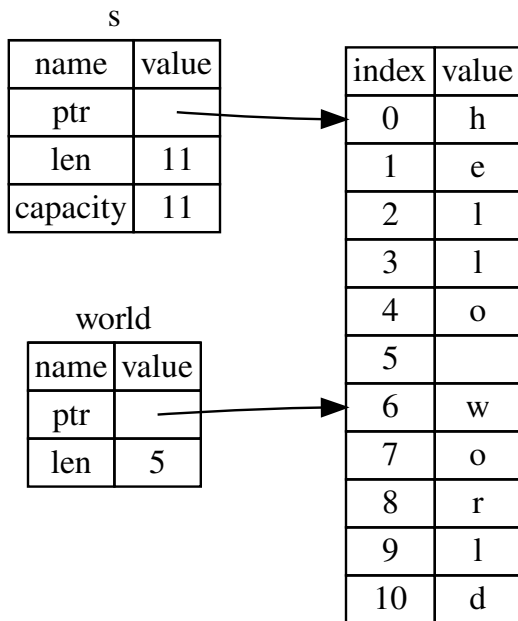 s
name value
ptr
len 11
capacity 11
world
name value
ptr
len 5
index value
0 h
1 e
2 l
3 l
4 o
5
6 w
7 o
8 r
9 l
10 d